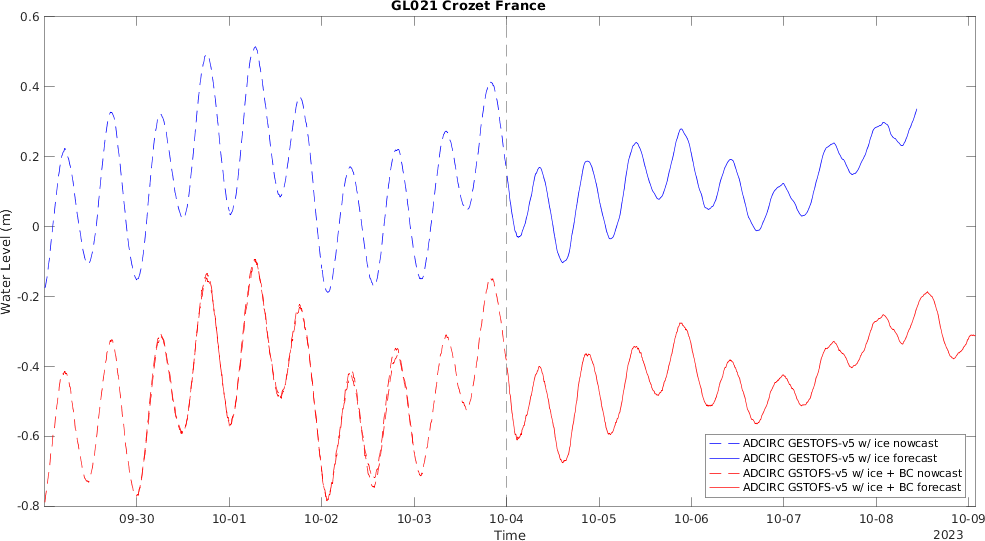 GL021 Crozet France
0.6
0.4
0.2
0
-0.2
-0.4
-0.6
-0.8
Water Level (m)
09-30
10-01
10-02
10-03
10-04
10-05
10-06
10-07
10-08
10-09
Time
2023
ADCIRC GESTOFS-v5 w/ ice nowcast
ADCIRC GESTOFS-v5 w/ ice forecast
ADCIRC GSTOFS-v5 w/ ice + BC nowcast
ADCIRC GSTOFS-v5 w/ ice + BC forecast